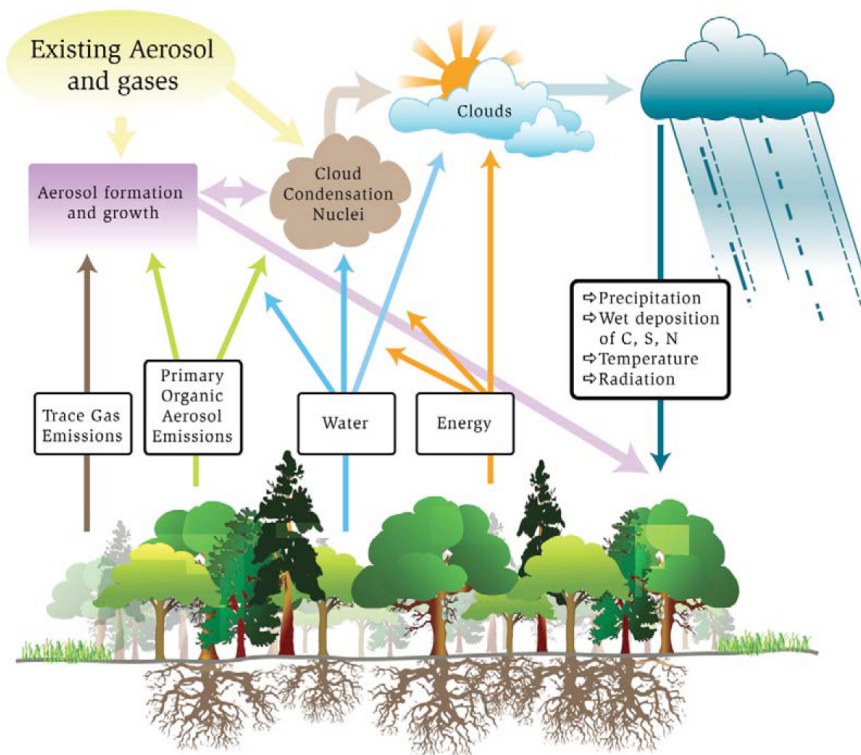 Existing Aerosol
and gases
Clouds
Cloud
Condensation
Nuclei
Aerosol formation
and growth
⇨Precipitation
⇨Wet deposition
of C, S, N
⇨Temperature
⇨Radiation
Trace Gas
Emissions
Primary
Organic
Aerosol
Emissions
Water
Energy